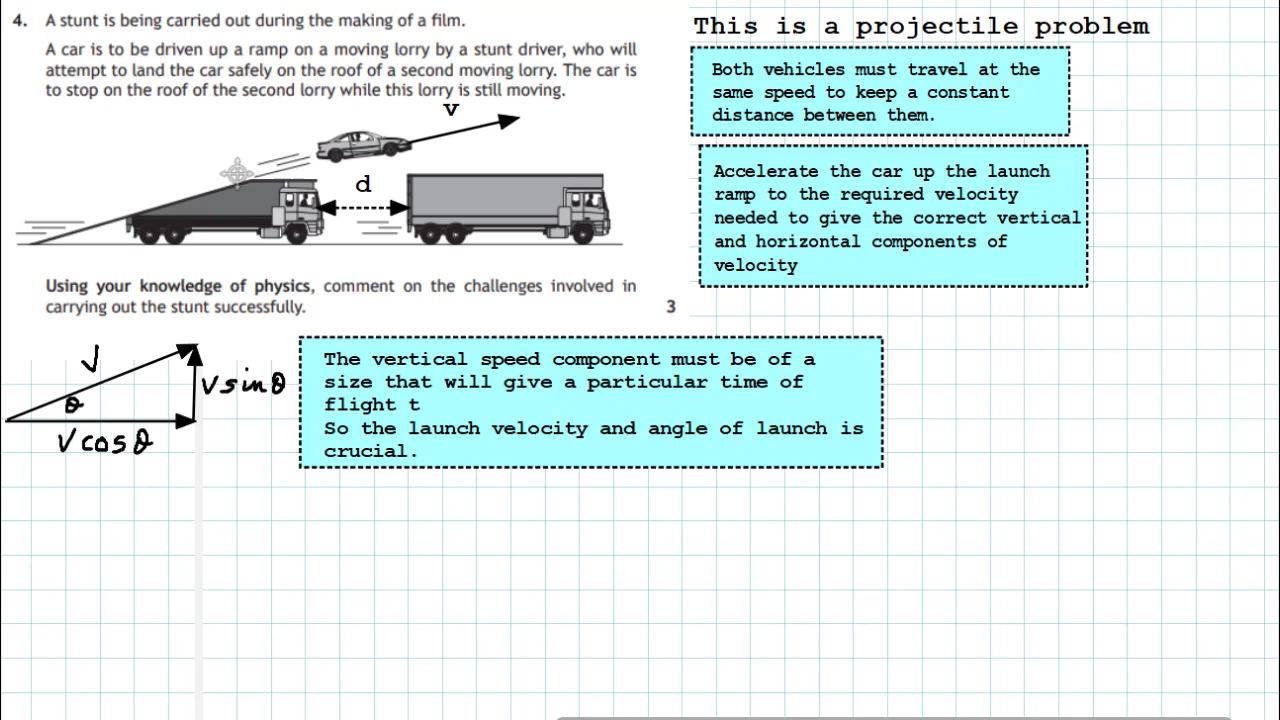 4. A stunt is being carried out during the making of a film.
A car is to be driven up a ramp on a moving lorry by a stunt driver, who will
attempt to land the car safely on the roof of a second moving lorry. The car is
to stop on the roof of the second lorry while this lorry is still moving.
v
d
Using your knowledge of physics, comment on the challenges involved in
carrying out the stunt successfully.
3
This is a projectile problem
Both vehicles must travel at the
same speed to keep a constant
distance between them.
Accelerate the car up the launch
ramp to the required velocity
needed to give the correct vertical
and horizontal components of
velocity
V
θ
V sin θ
V cos θ
The vertical speed component must be of a
size that will give a particular time of
flight t
So the launch velocity and angle of launch is
crucial.